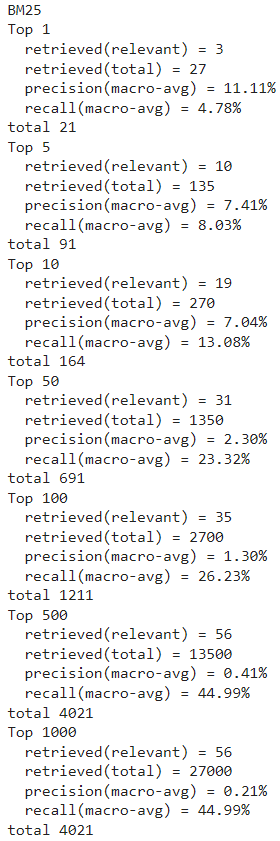 BM25
Top 1
  retrieved(relevant) = 3
  retrieved(total) = 27
  precision(macro-avg) = 11.11%
  recall(macro-avg) = 4.78%
total 21
Top 5
  retrieved(relevant) = 10
  retrieved(total) = 135
  precision(macro-avg) = 7.41%
  recall(macro-avg) = 8.03%
total 91
Top 10
  retrieved(relevant) = 19
  retrieved(total) = 270
  precision(macro-avg) = 7.04%
  recall(macro-avg) = 13.08%
total 164
Top 50
  retrieved(relevant) = 31
  retrieved(total) = 1350
  precision(macro-avg) = 2.30%
  recall(macro-avg) = 23.32%
total 691
Top 100
  retrieved(relevant) = 35
  retrieved(total) = 2700
  precision(macro-avg) = 1.30%
  recall(macro-avg) = 26.23%
total 1211
Top 500
  retrieved(relevant) = 56
  retrieved(total) = 13500
  precision(macro-avg) = 0.41%
  recall(macro-avg) = 44.99%
total 4021
Top 1000
  retrieved(relevant) = 56
  retrieved(total) = 27000
  precision(macro-avg) = 0.21%
  recall(macro-avg) = 44.99%
total 4021